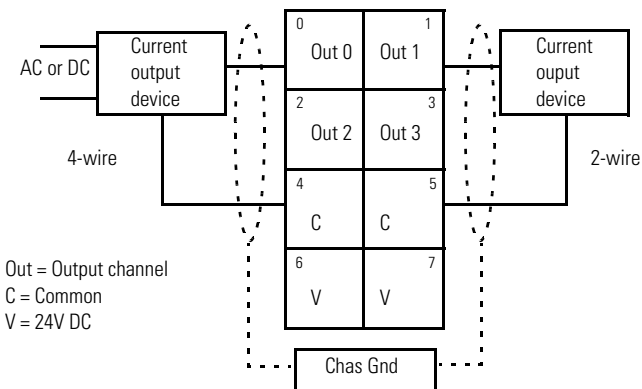 0 1
Out 0 Out 1
Current
output
device
AC or DC
Current
ouput
device
2 3
Out 2 Out 3
4-wire
2-wire
4 5
C C
6 7
V V
Out = Output channel
C = Common
V = 24V DC
Chas Gnd